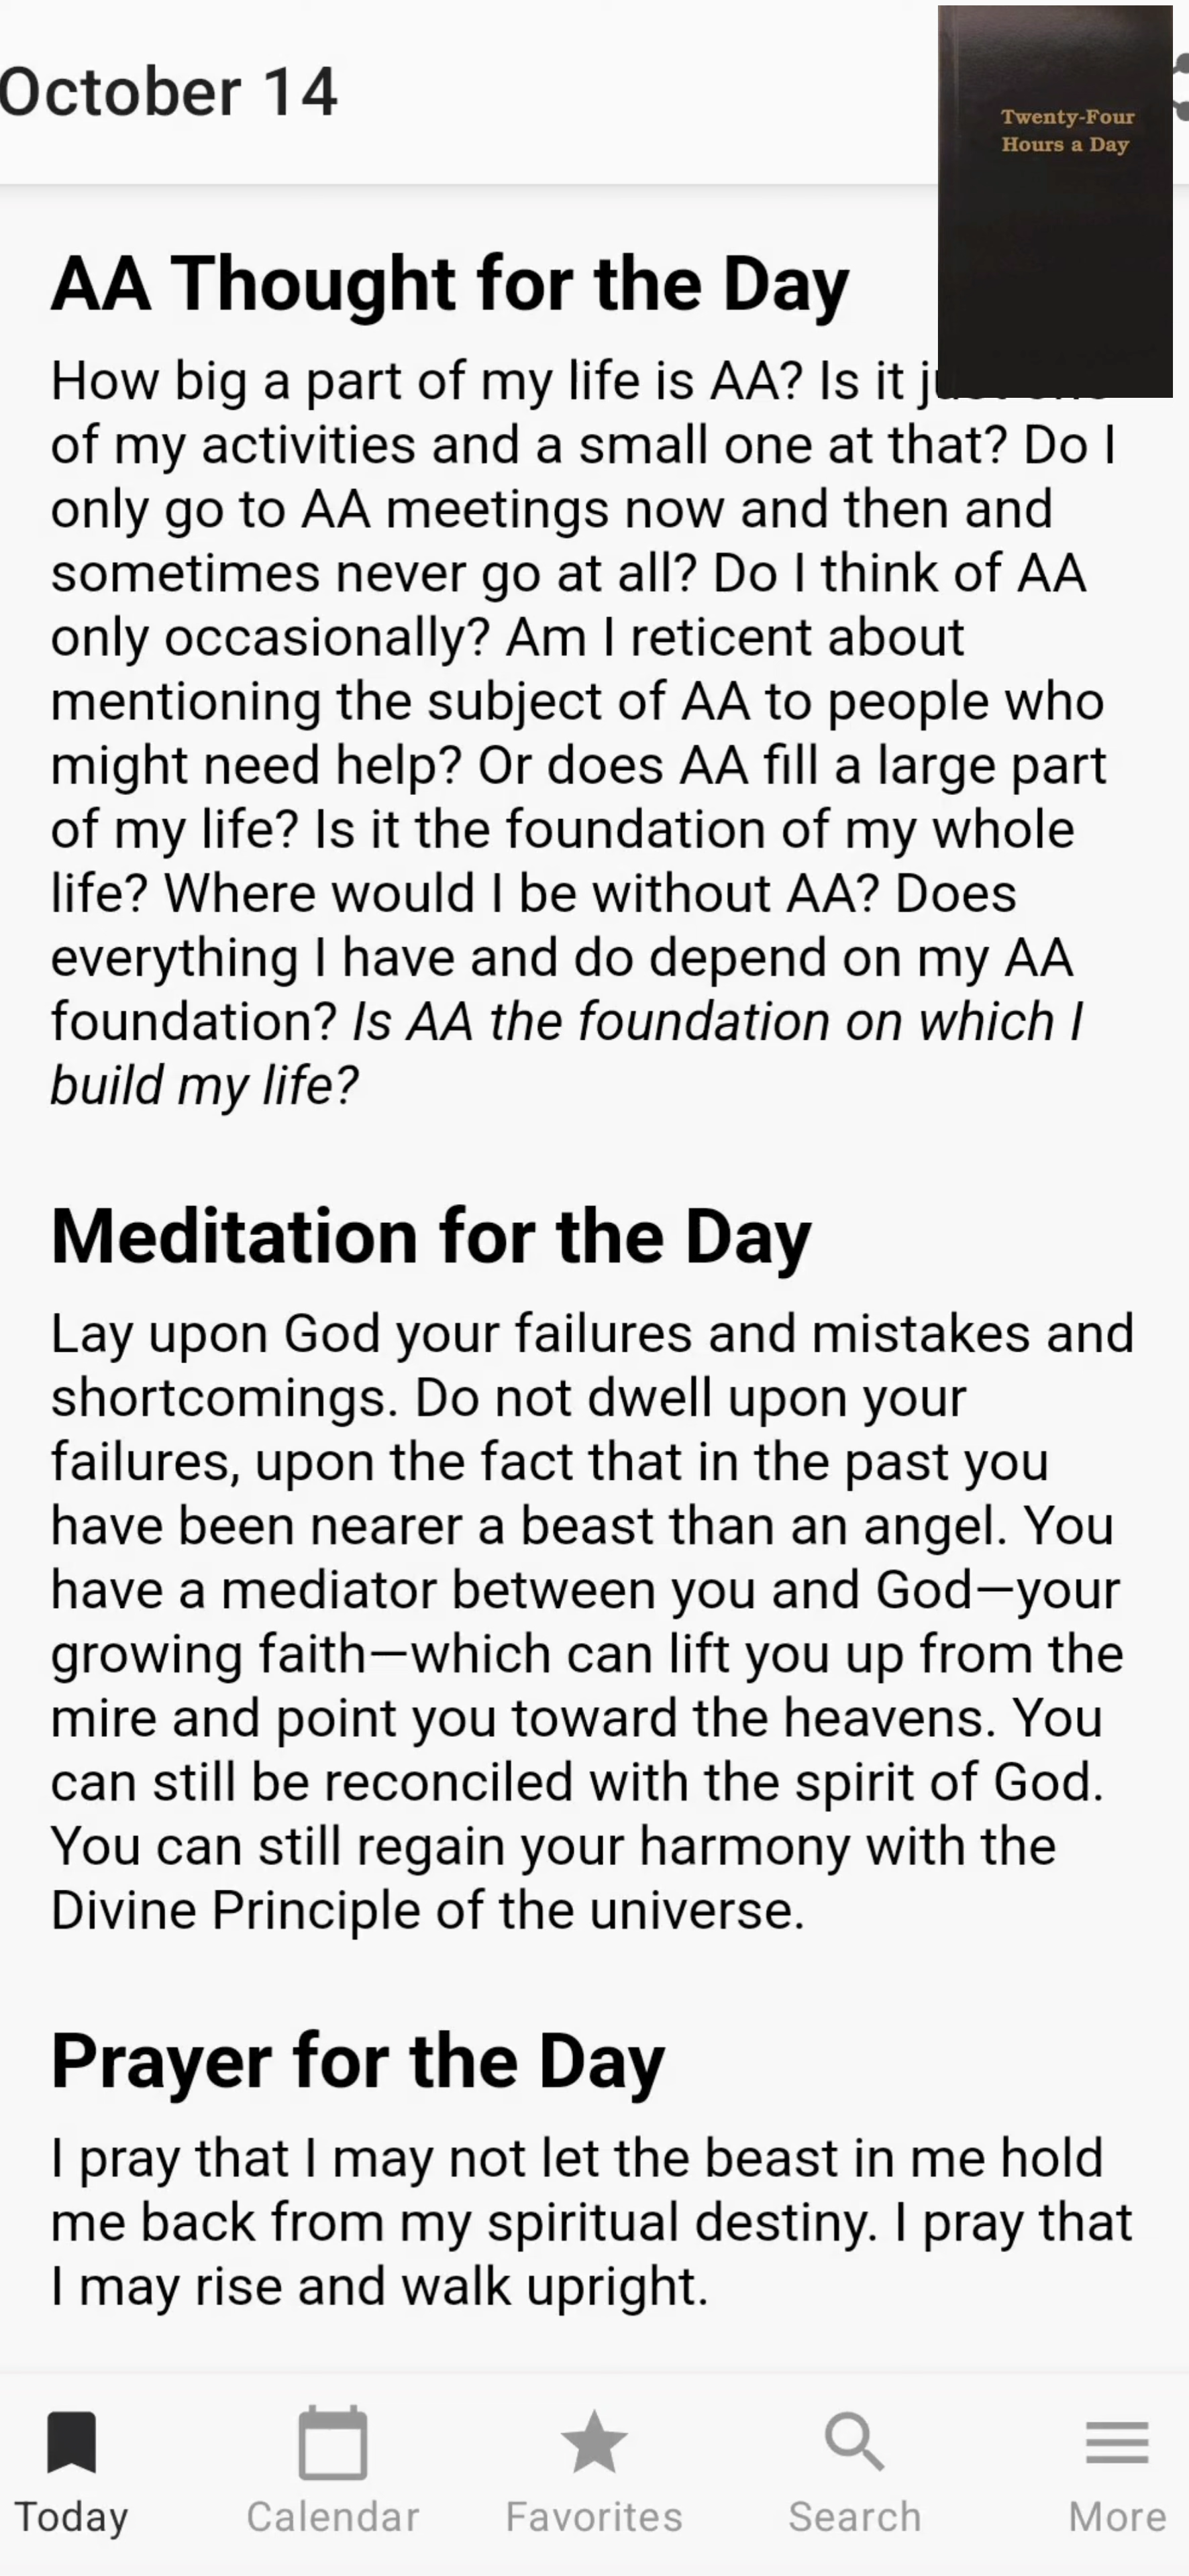 October 14
Twenty-Four
Hours a Day
AA Thought for the Day
How big a part of my life is AA? Is it
of my activities and a small one at that? Do I
only go to AA meetings now and then and
sometimes never go at all? Do I think of AA
only occasionally? Am I reticent about
mentioning the subject of AA to people who
might need help? Or does AA fill a large part
of my life? Is it the foundation of my whole
life? Where would I be without AA? Does
everything I have and do depend on my AA
foundation? Is AA the foundation on which I
build my life?
Meditation for the Day
Lay upon God your failures and mistakes and
shortcomings. Do not dwell upon your
failures, upon the fact that in the past you
have been nearer a beast than an angel. You
have a mediator between you and God—your
growing faith—which can lift you up from the
mire and point you toward the heavens. You
can still be reconciled with the spirit of God.
You can still regain your harmony with the
Divine Principle of the universe.
Prayer for the Day
I pray that I may not let the beast in me hold
me back from my spiritual destiny. I pray that
I may rise and walk upright.
Today
Calendar
Favorites
Search
More